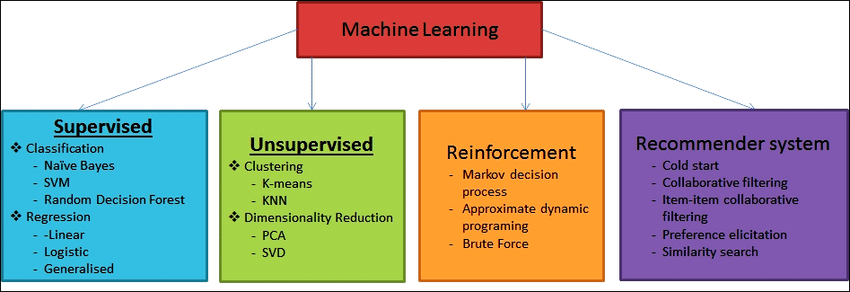 Machine Learning
Supervised
❖ Classification
- Naïve Bayes
- SVM
- Random Decision Forest
❖ Regression
- -Linear
- Logistic
- Generalised
Unsupervised
❖ Clustering
- K-means
- KNN
❖ Dimensionality Reduction
- PCA
- SVD
Reinforcement
- Markov decision
process
- Approximate dynamic
programing
- Brute Force
Recommender system
- Cold start
- Collaborative filtering
- Item-item collaborative
filtering
- Preference elicitation
- Similarity search